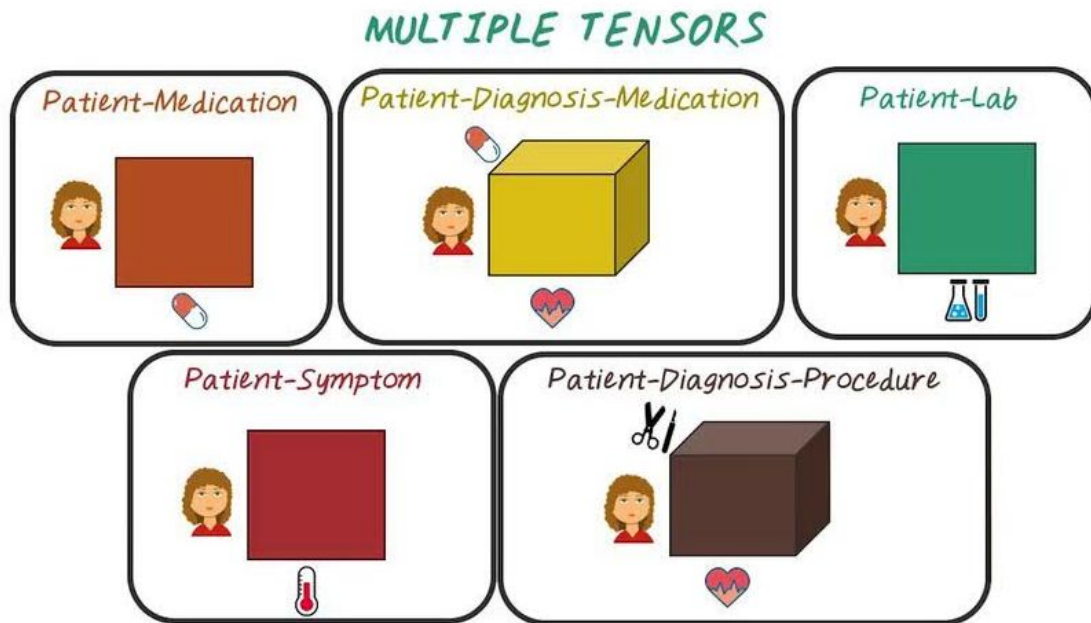 MULTIPLE TENSORS
Patient-Medication
Patient-Diagnosis-Medication
Patient-Lab
Patient-Symptom
Patient-Diagnosis-Procedure